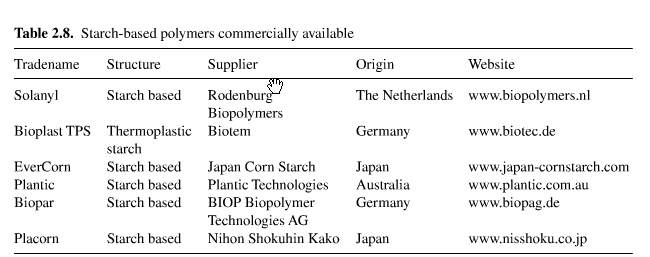 Table 2.8. Starch-based polymers commercially available
Tradename Structure Supplier Origin Website
Solanyl Starch based Rodenburg The Netherlands www.biopolymers.nl
Biopolymers
Bioplast TPS Thermoplastic Biotem Germany www.biotec.de
starch
EverCorn Starch based Japan Corn Starch Japan www.japan-cornstarch.com
Plantic Starch based Plantic Technologies Australia www.plantic.com.au
Biopar Starch based BIOP Biopolymer Germany www.biopag.de
Technologies AG
Placorn Starch based Nihon Shokuhin Kako Japan www.nisshoku.co.jp